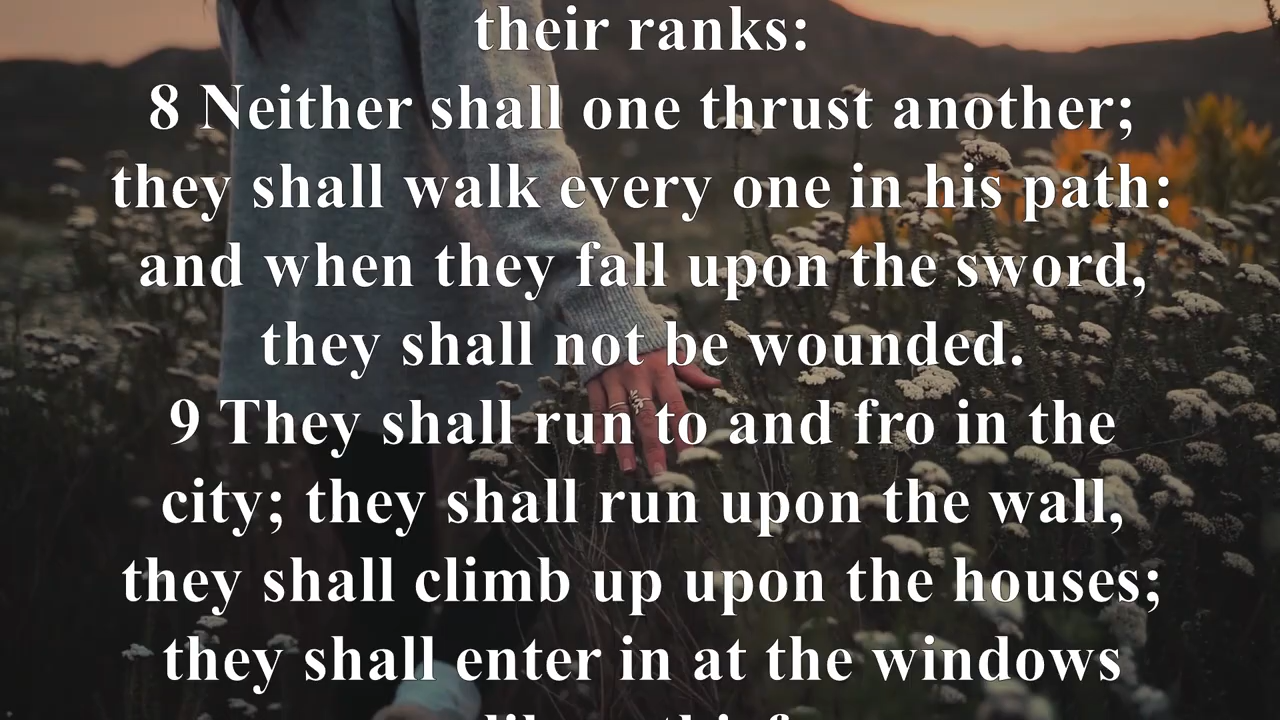 their ranks:
8 Neither shall one thrust another;
they shall walk every one in his path:
and when they fall upon the sword,
they shall not be wounded.
9 They shall run to and fro in the
city; they shall run upon the wall,
they shall climb up upon the houses;
they shall enter in at the windows